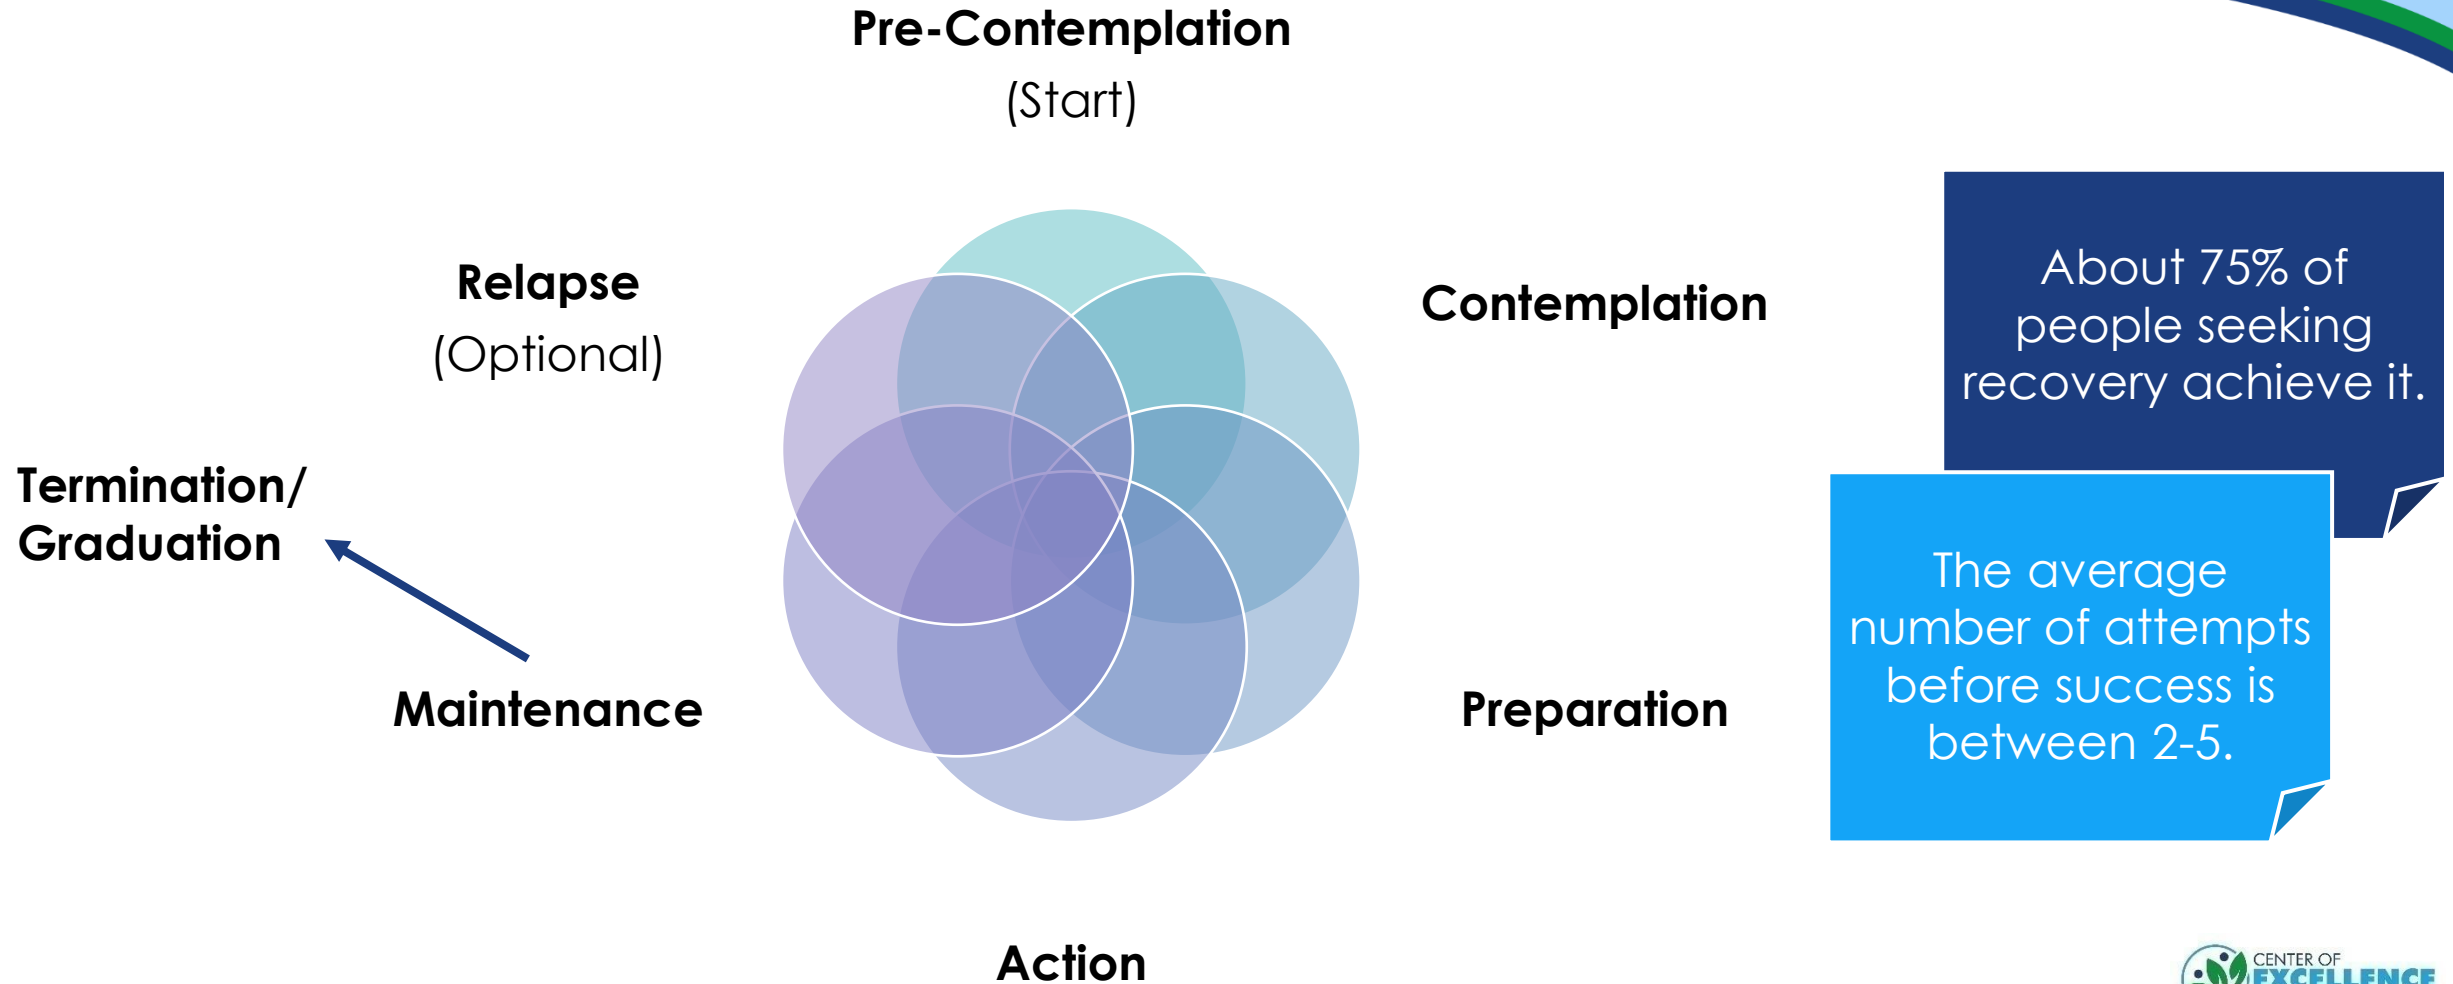 Pre-Contemplation
(Start)
Relapse
(Optional)
Contemplation
Termination/
Graduation
Maintenance
Preparation
Action
About 75% of
people seeking
recovery achieve it.
The average
number of attempts
before success is
between 2-5.
CENTER OF
EXCELLENCE